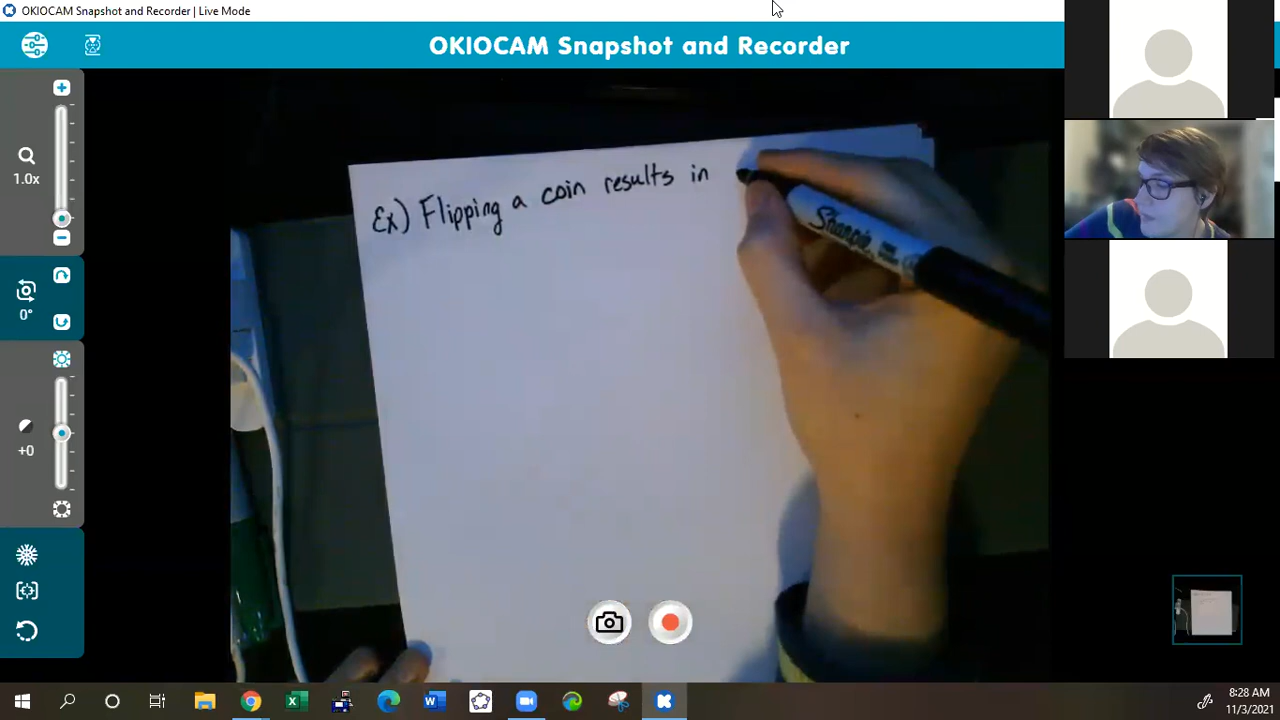 OKIOCAM Snapshot and Recorder | Live Mode
OKIOCAM Snapshot and Recorder
1.0x
0°
+0
Ex) Flipping a coin results in
Sharpie
8:28 AM
11/3/2021